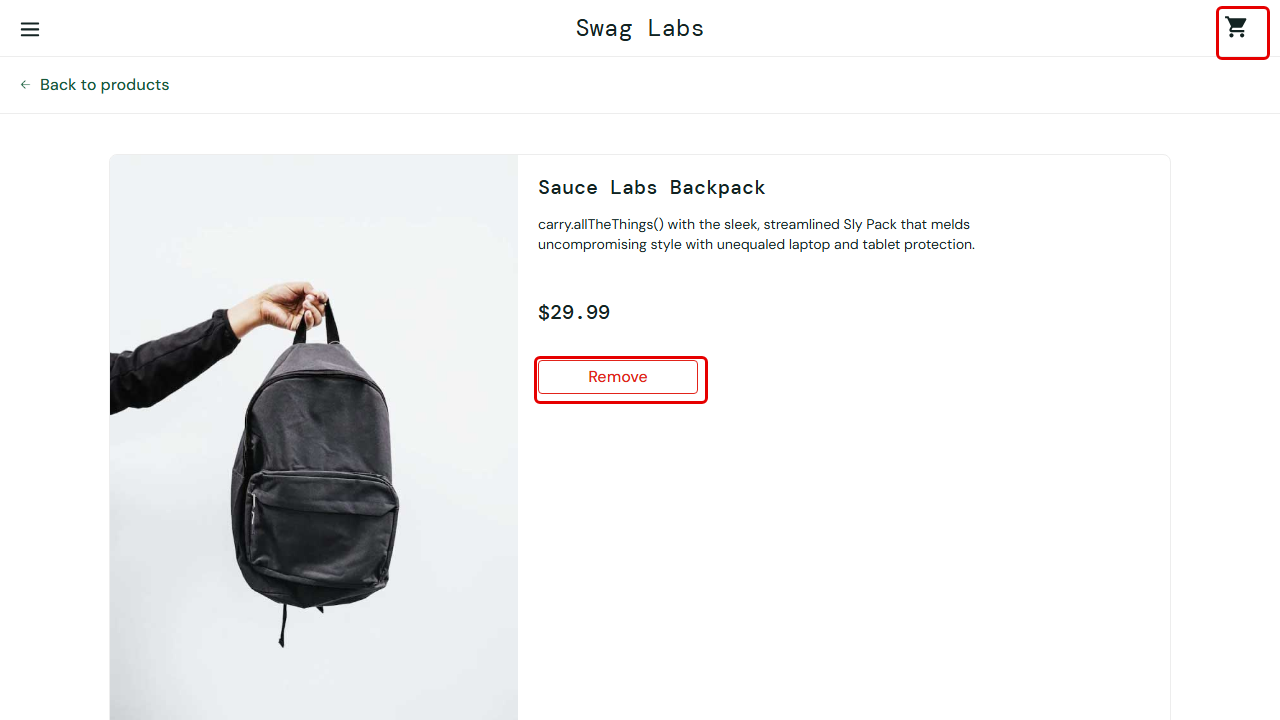 Swag Labs
Back to products
Sauce Labs Backpack
carry.allTheThings() with the sleek, streamlined Sly Pack that melds
uncompromising style with unequaled laptop and tablet protection.
$29.99
Remove